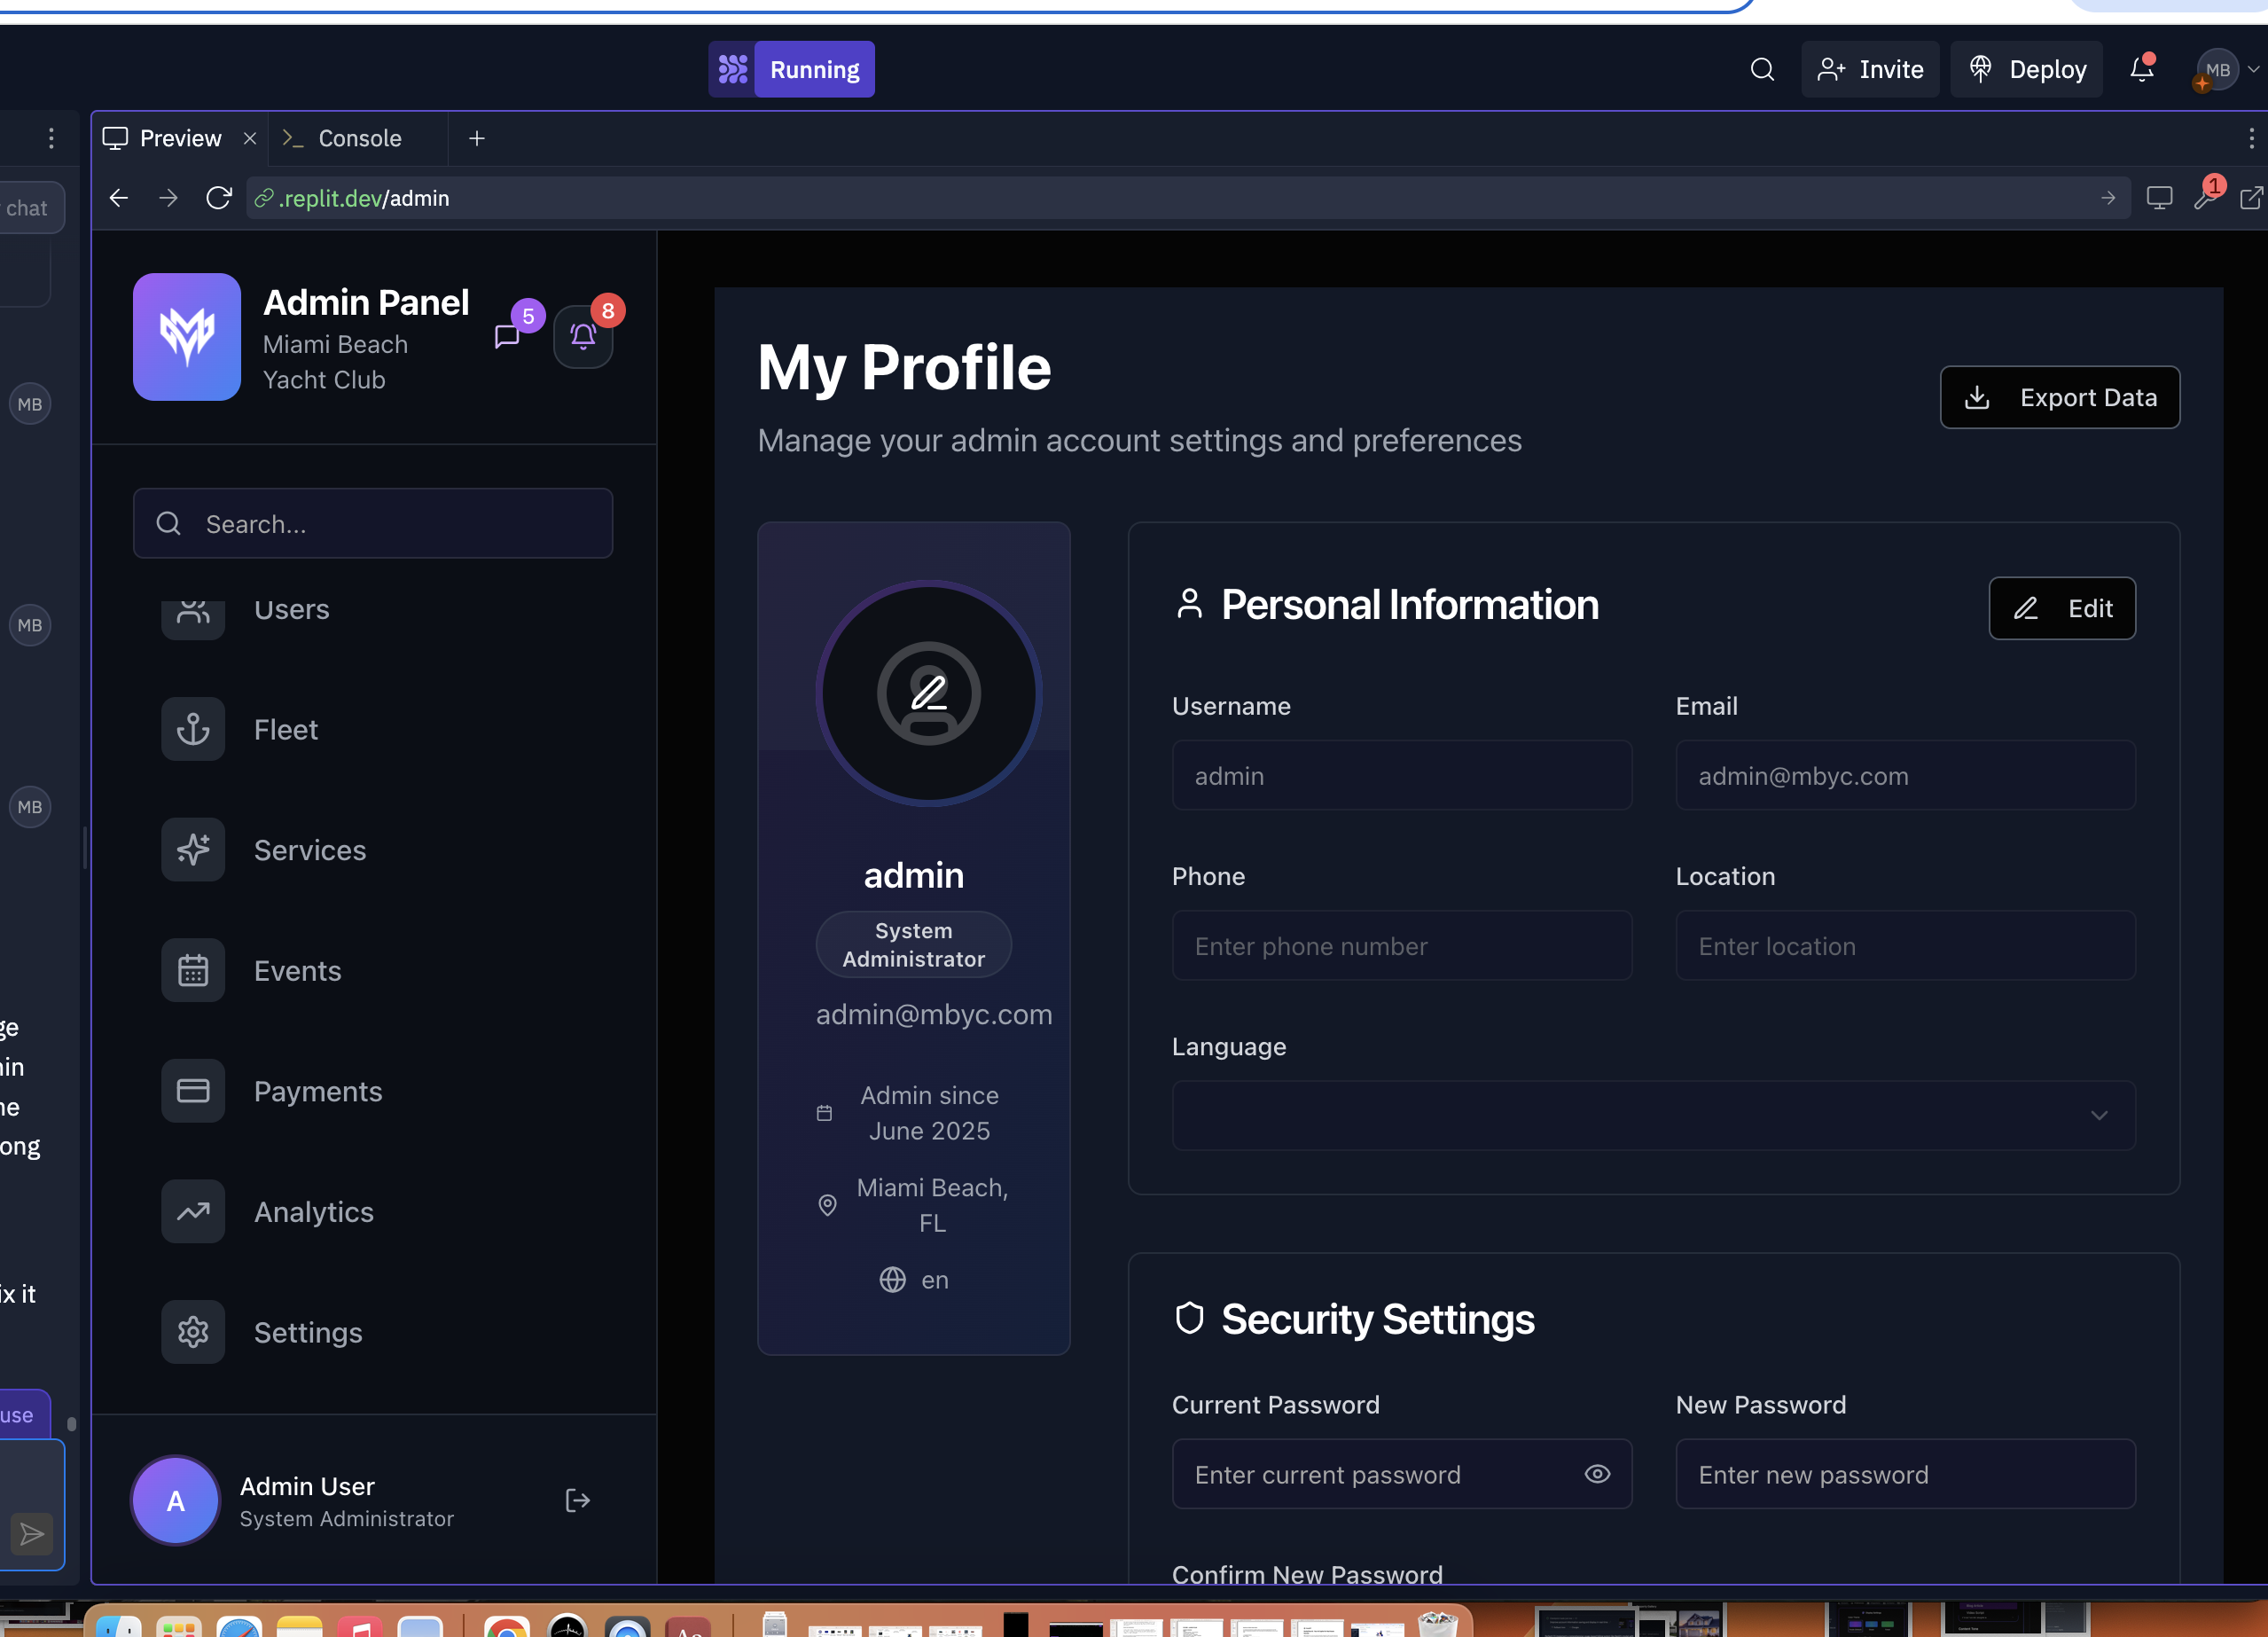 Running
Invite
Deploy
MB
Preview
Console
chat
.replit.dev/admin
1
Admin Panel
Miami Beach
Yacht Club
5
8
MB
Search...
Users
MB
Fleet
MB
Services
Events
Payments
Analytics
Settings
ge
in
ne
ong
ix it
use
A
Admin User
System Administrator
My Profile
Manage your admin account settings and preferences
Export Data
admin
System
Administrator
admin@mbyc.com
Admin since
June 2025
Miami Beach,
FL
en
Personal Information
Edit
Username
Email
admin
admin@mbyc.com
Phone
Location
Enter phone number
Enter location
Language
Security Settings
Current Password
New Password
Enter current password
Enter new password
Confirm New Password